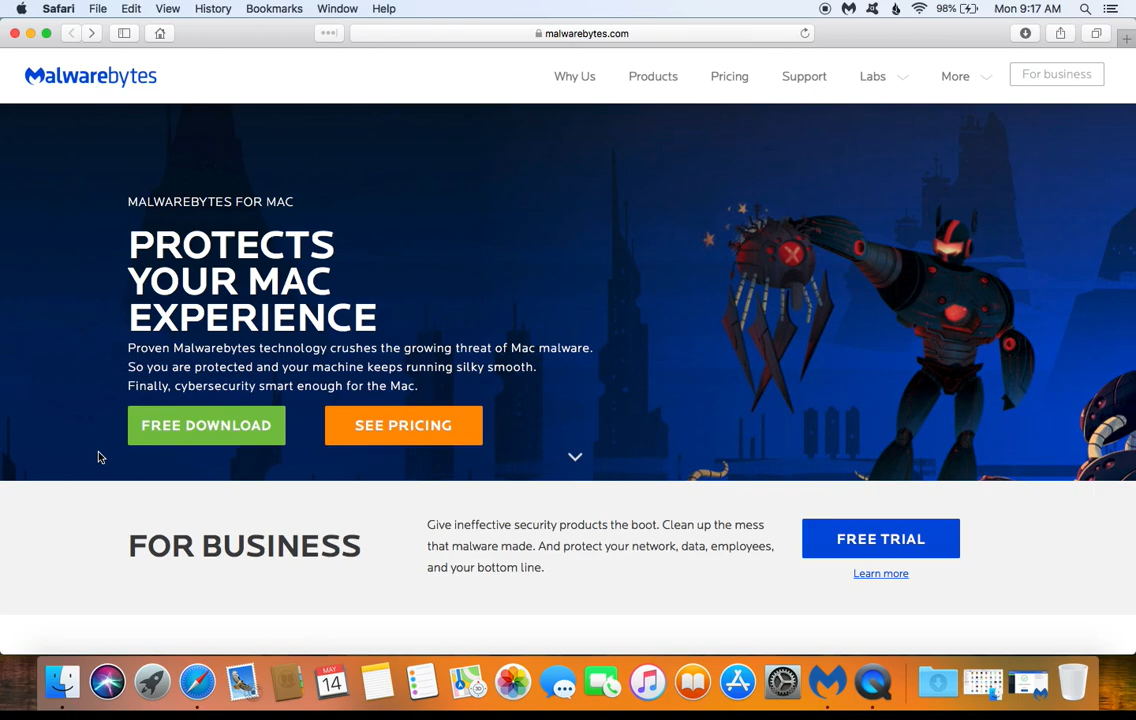 Safari File Edit View History Bookmarks Window Help 98% Mon 9:17 AM
malwarebytes.com
Malwarebytes Why Us Products Pricing Support Labs More For business
MALWAREBYTES FOR MAC
PROTECTS
YOUR MAC
EXPERIENCE
Proven Malwarebytes technology crushes the growing threat of Mac malware.
So you are protected and your machine keeps running silky smooth.
Finally, cybersecurity smart enough for the Mac.
FREE DOWNLOAD SEE PRICING
FOR BUSINESS
Give ineffective security products the boot. Clean up the mess
that malware made. And protect your network, data, employees,
and your bottom line.
FREE TRIAL
Learn more
MAY
14
3D